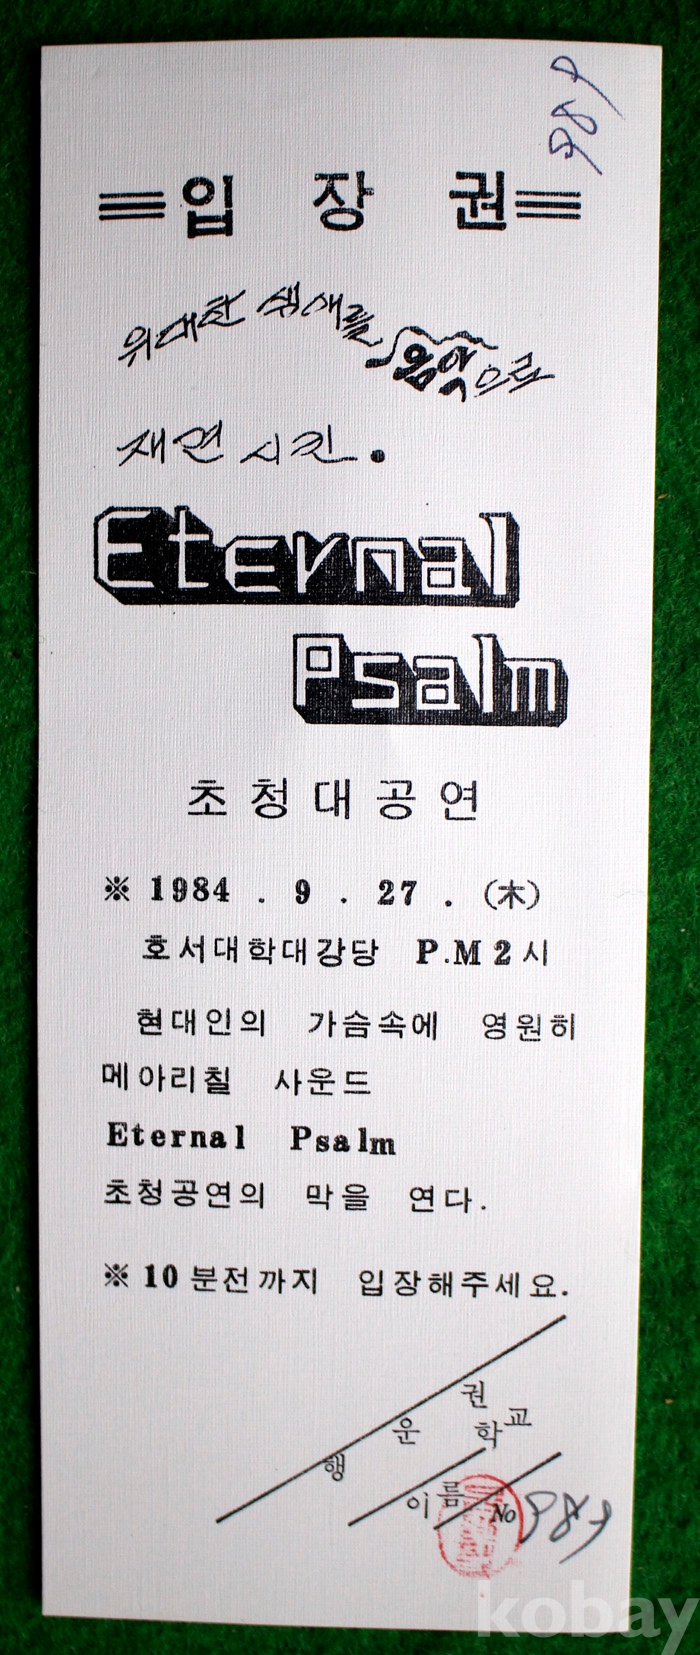 입 장 권
위대한 생애를 음악으로
재연 시킨.
Eternal
Psalm
초청대공연
※ 1984 . 9 . 27 . (木)
호서대학대강당 P.M 2시
현대인의 가슴속에 영원히
메아리칠 사운드
Eternal Psalm
초청공연의 막을 연다.
※ 10분전까지 입장해주세요.
행 운 권
학교
이름
No
kobay